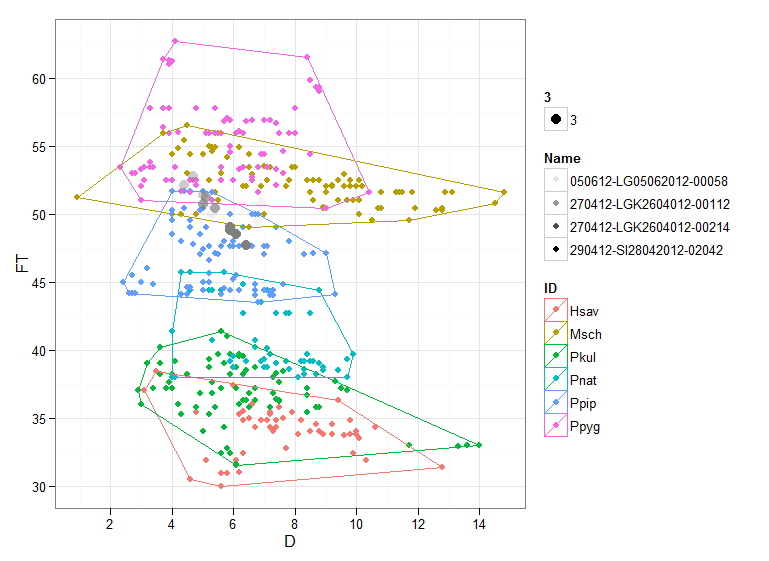 60
55
50
45
40
35
30
FT
2 4 6 8 10 12 14
D
3
3
Name
050612-LG05062012-00058
270412-LGK2604012-00112
270412-LGK2604012-00214
290412-SI28042012-02042
ID
Hsav
Msch
Pkul
Pnat
Ppip
Ppyg